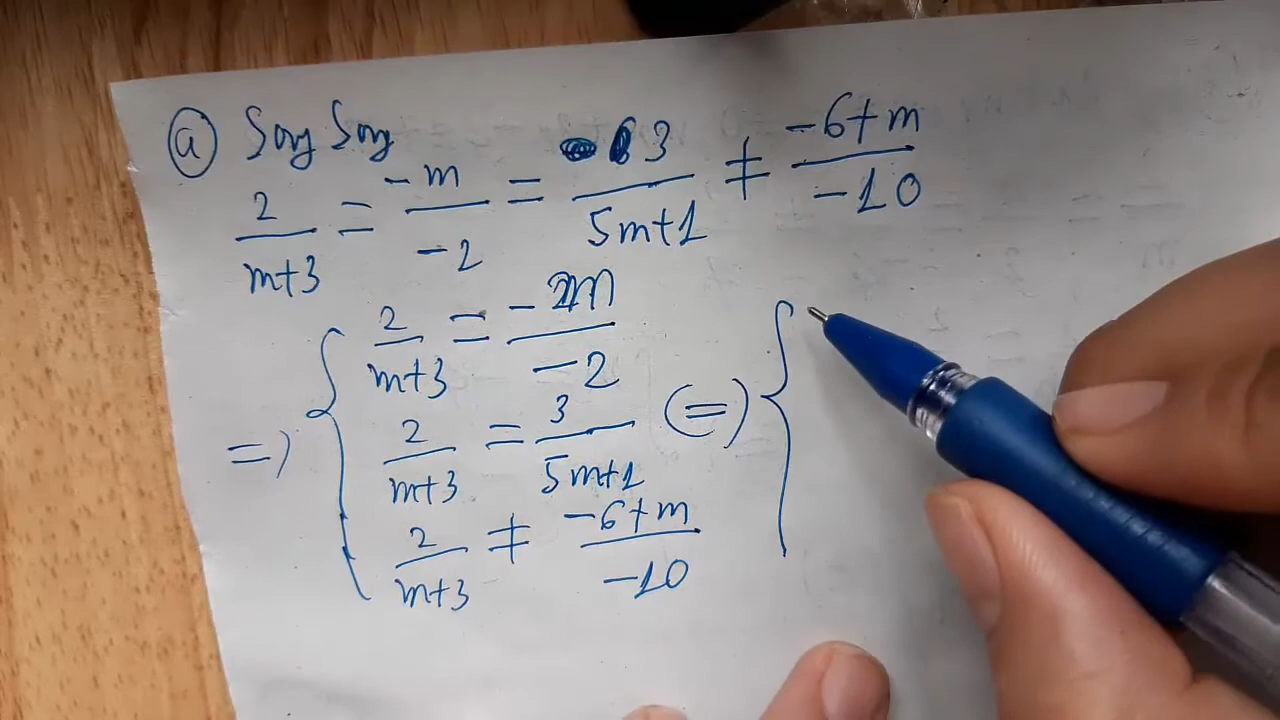 a Song Song
2/(m+3) = -m/-2 = 3/(5m+1) ≠ (-6+m)/-10
=> { 2/(m+3) = -m/-2 (=) {
2/(m+3) = 3/(5m+1)
2/(m+3) ≠ (-6+m)/-10